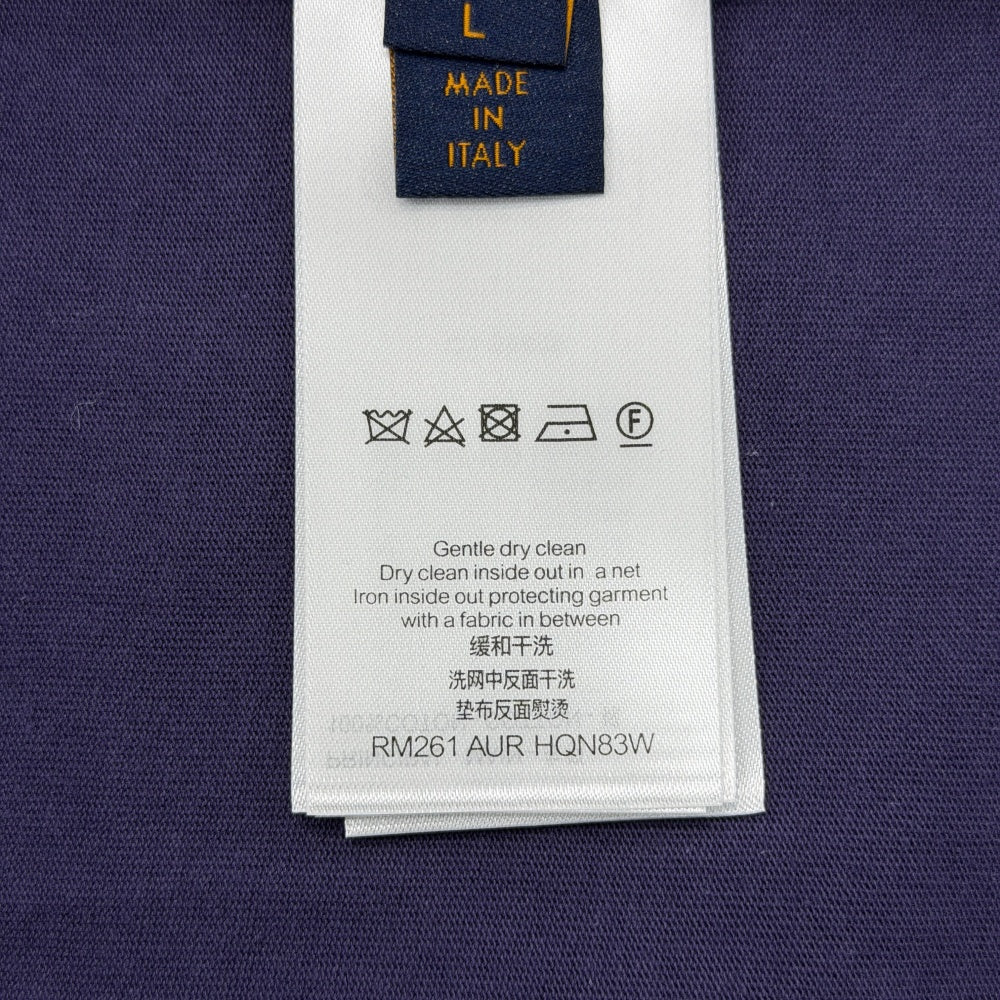 L
MADE
IN
ITALY
F
Gentle dry clean
Dry clean inside out in a net
Iron inside out protecting garment
with a fabric in between
缓和干洗
洗网中反面干洗
垫布反面熨烫
RM261 AUR HQN83W